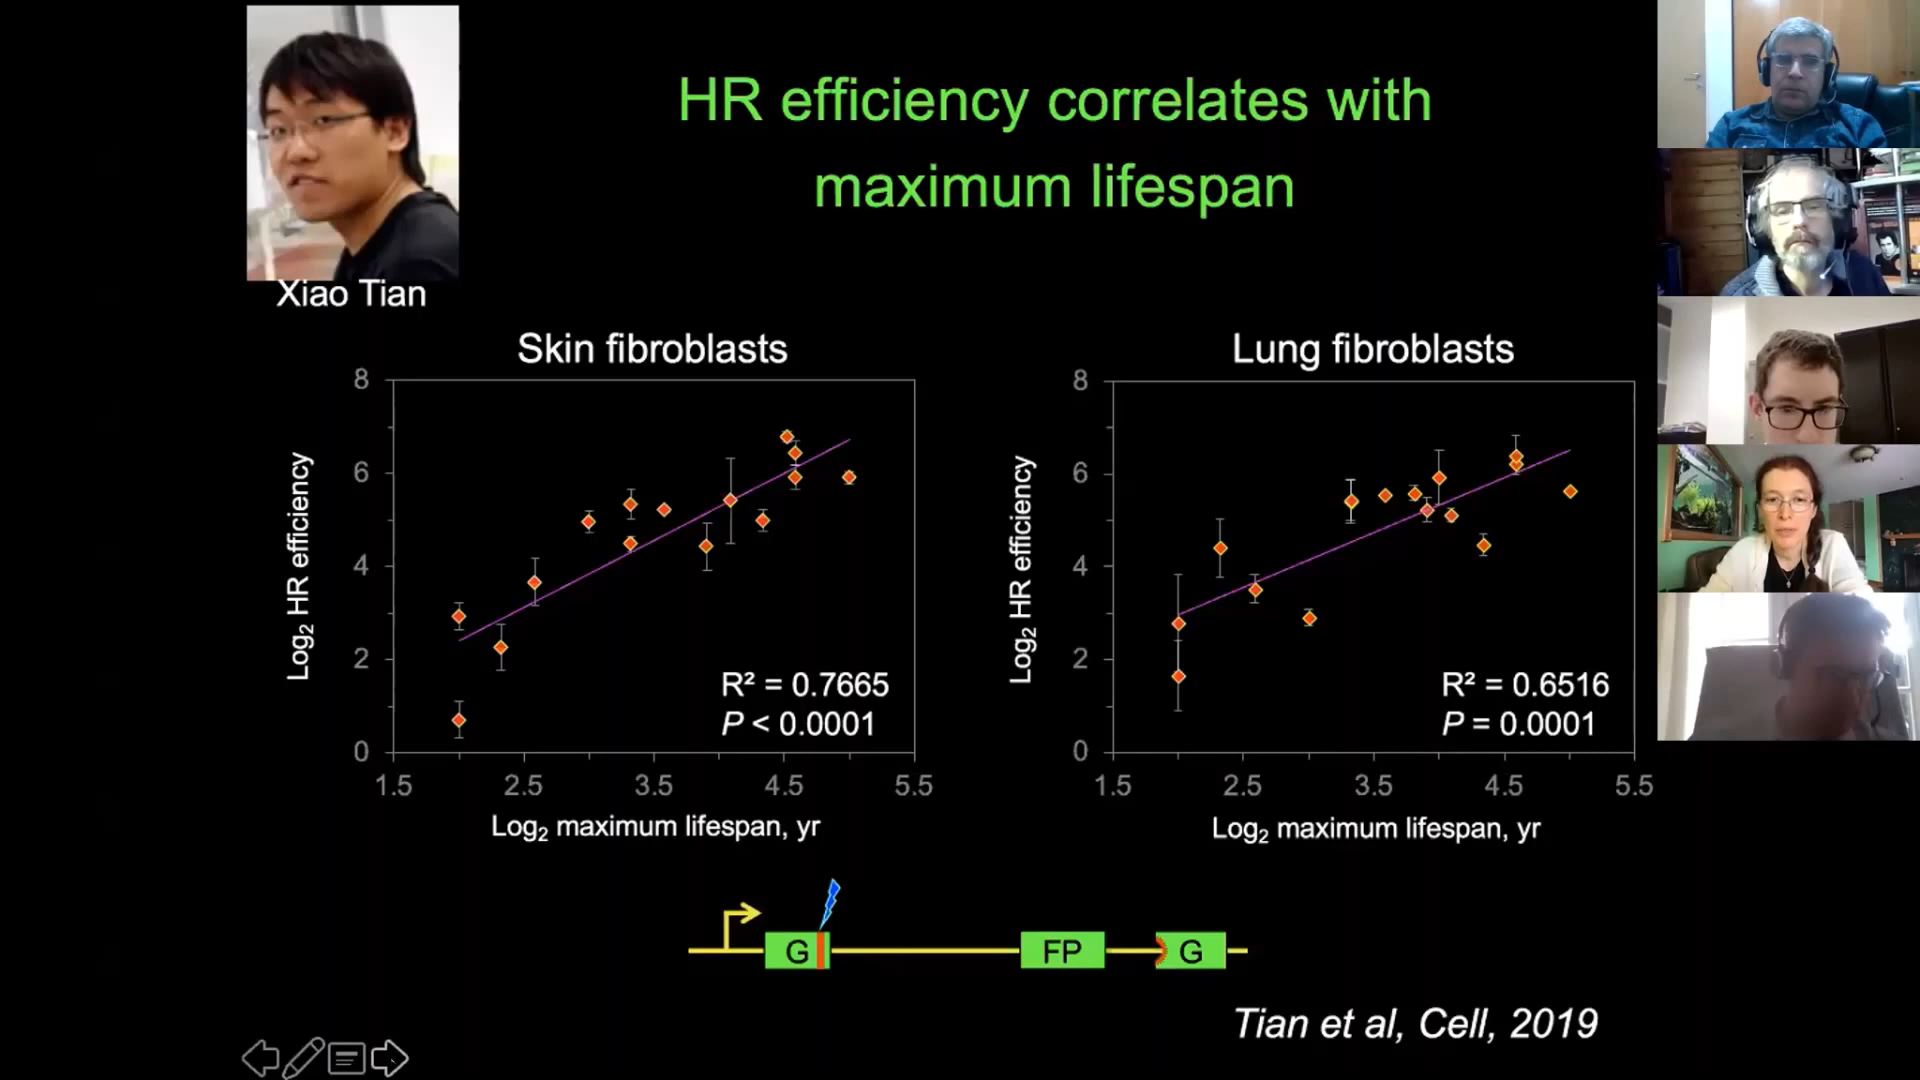 HR efficiency correlates with
maximum lifespan
Xiao Tian
Skin fibroblasts
8
6
4
2
0
Log₂ HR efficiency
R² = 0.7665
P < 0.0001
1.5 2.5 3.5 4.5 5.5
Log₂ maximum lifespan, yr
Lung fibroblasts
8
6
4
2
0
Log₂ HR efficiency
R² = 0.6516
P = 0.0001
1.5 2.5 3.5 4.5 5.5
Log₂ maximum lifespan, yr
G FP G
Tian et al, Cell, 2019